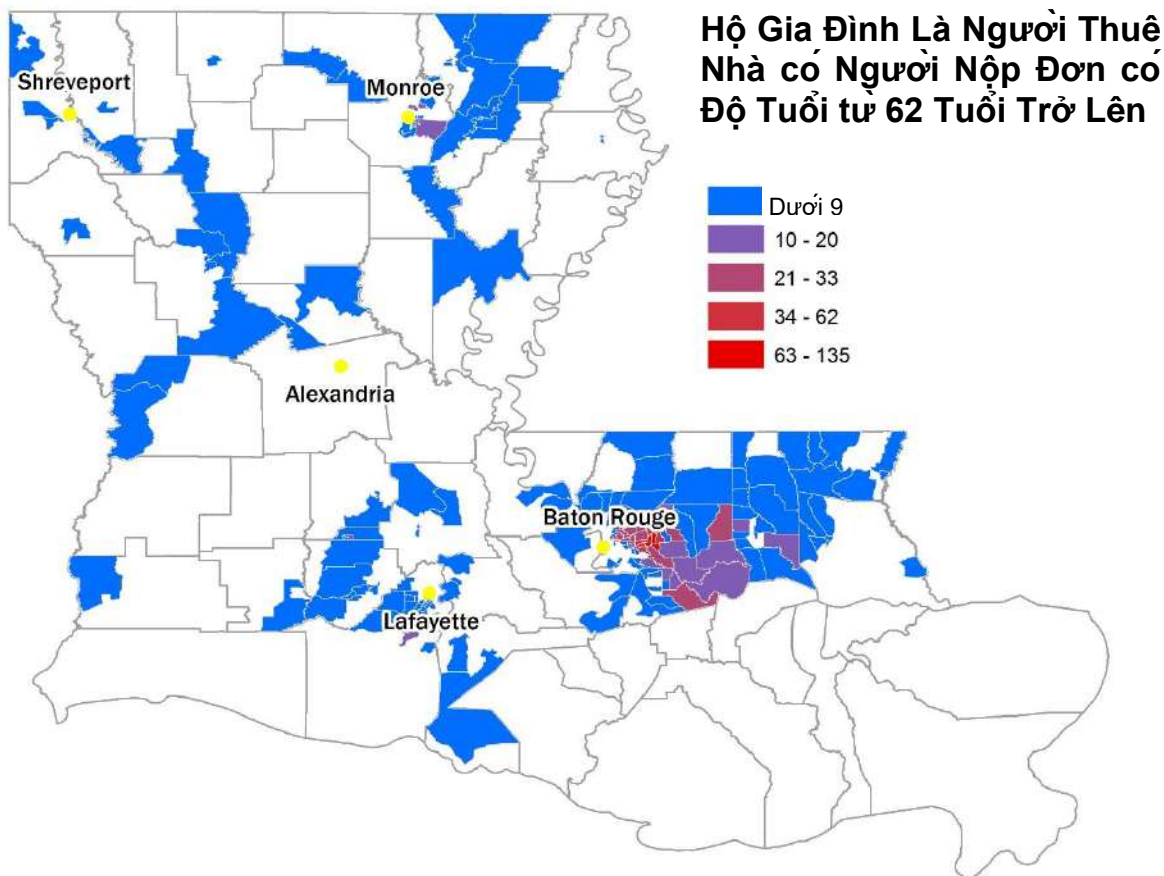 Hộ Gia Đình Là Người Thuê
Nhà có Người Nộp Đơn có
Độ Tuổi từ 62 Tuổi Trở Lên
Shreveport
Monroe
Dưới 9
10 - 20
21 - 33
34 - 62
63 - 135
Alexandria
Baton Rouge
Lafayette